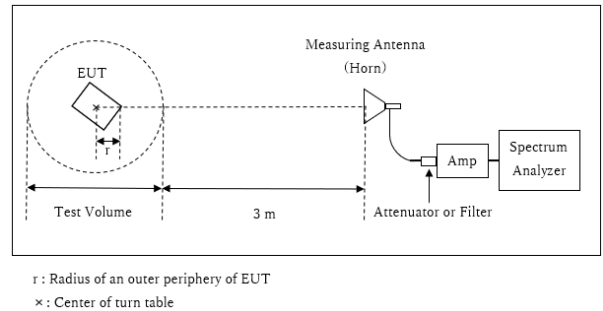 Measuring Antenna
(Horn)
EUT
r
Amp
Spectrum
Analyzer
Test Volume
3 m
Attenuator or Filter
r : Radius of an outer periphery of EUT
× : Center of turn table